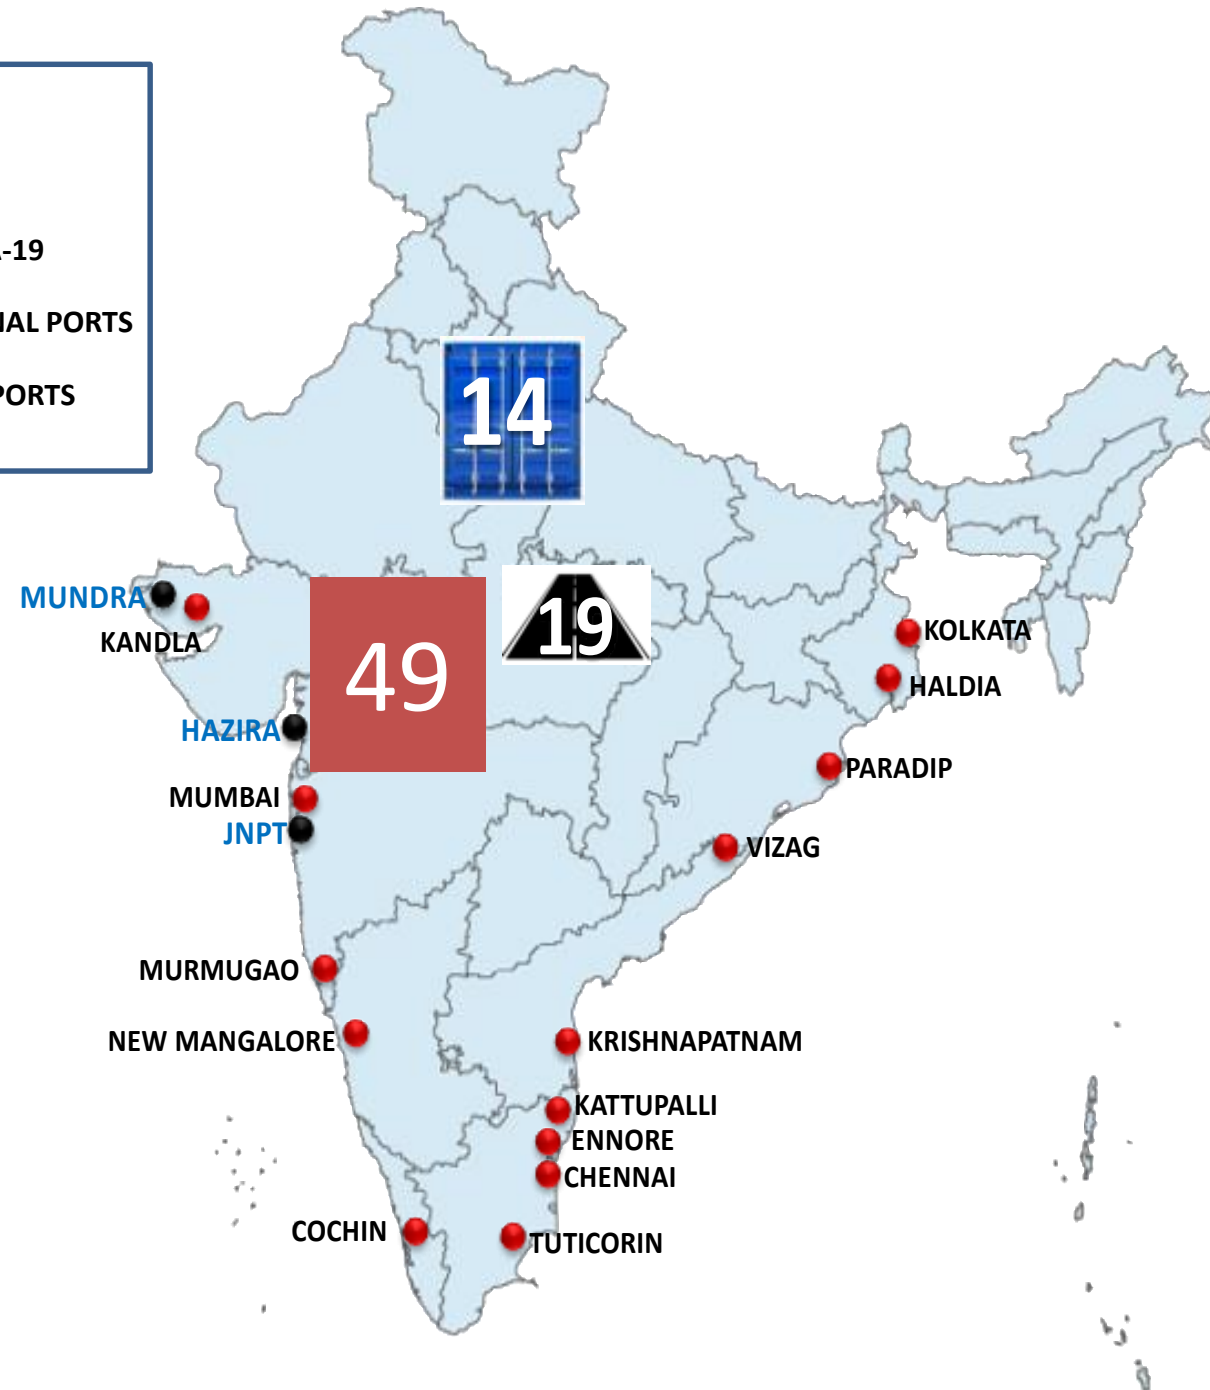 -19
NAL PORTS
PORTS
14
19
49
MUNDRA
KANDLA
HAZIRA
MUMBAI
JNPT
MURMUGAO
NEW MANGALORE
COCHIN
KOLKATA
HALDIA
PARADIP
VIZAG
KRISHNAPATNAM
KATTUPALLI
ENNORE
CHENNAI
TUTICORIN